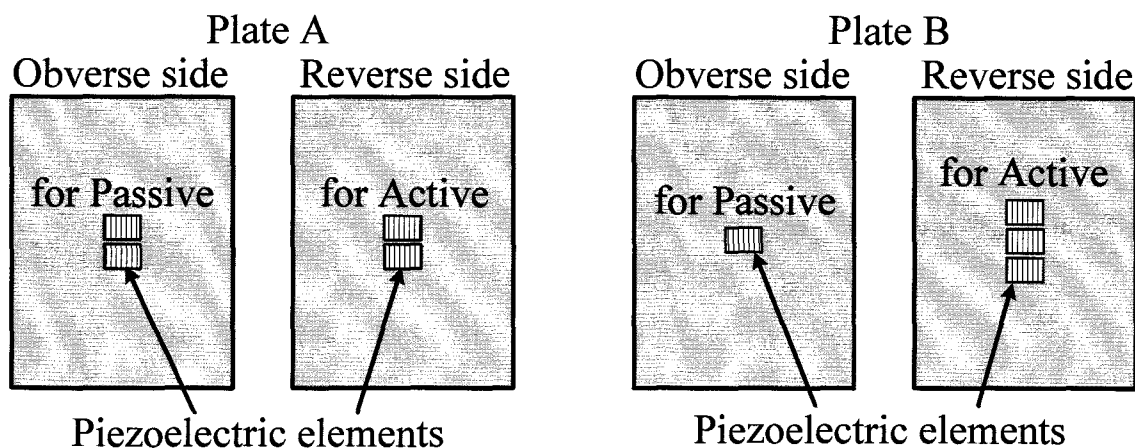 Plate A
Obverse side
Reverse side
for Passive
for Active
Piezoelectric elements
Plate B
Obverse side
Reverse side
for Passive
for Active
Piezoelectric elements